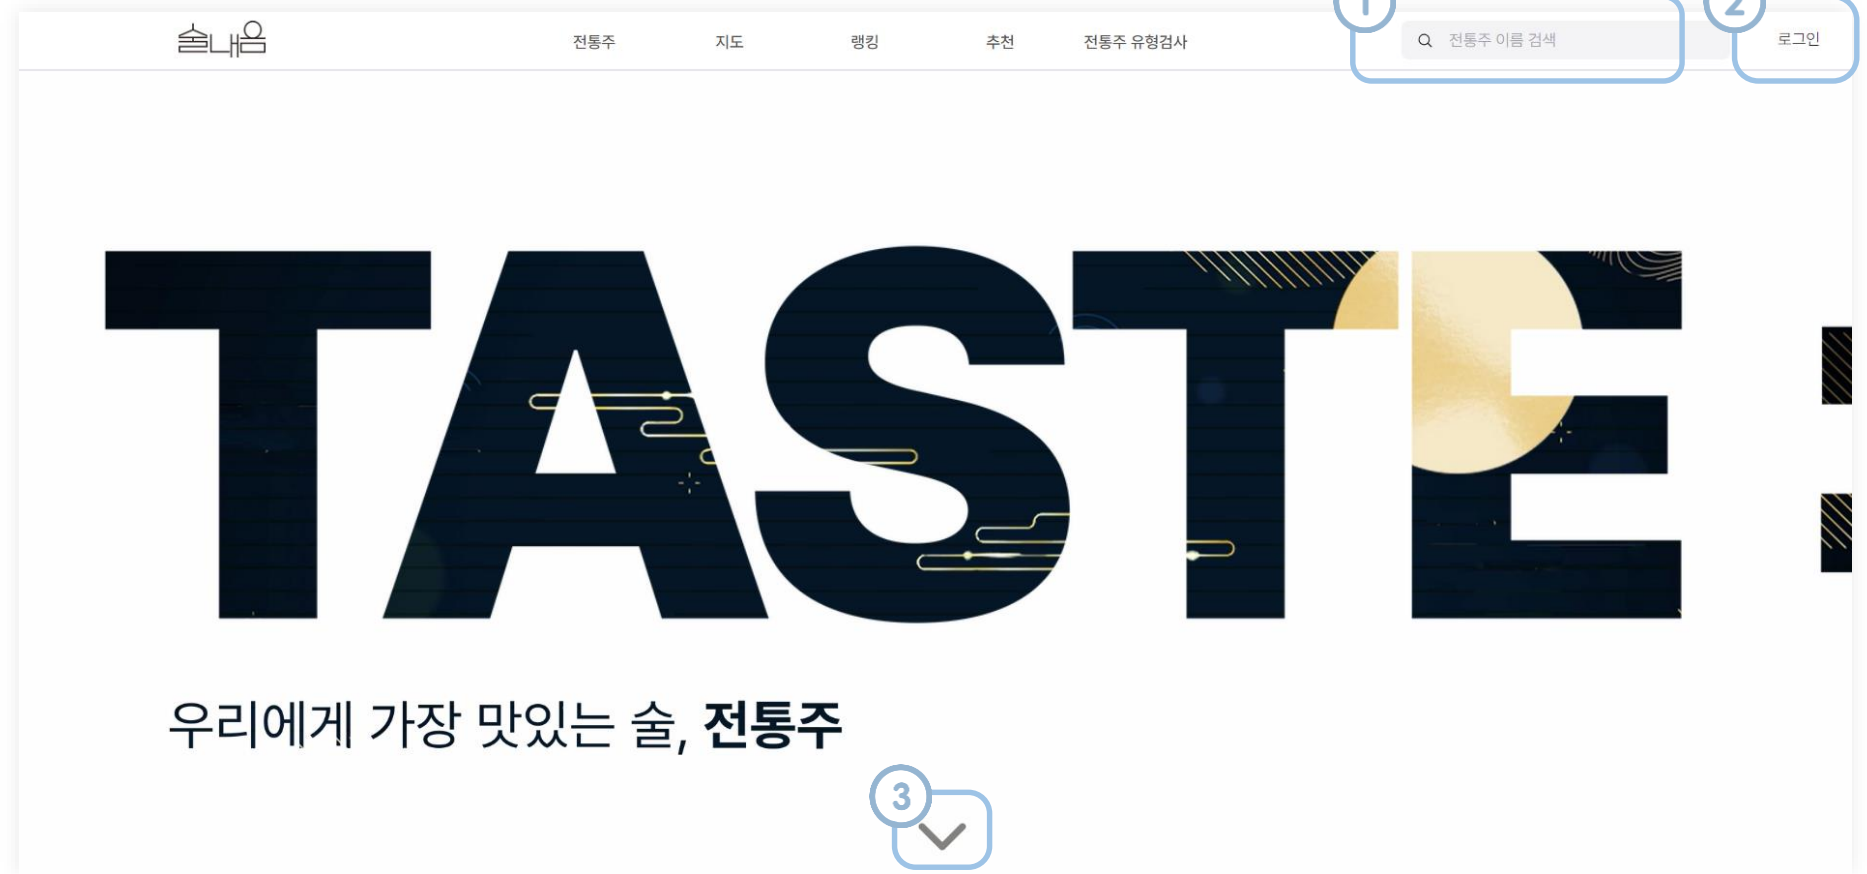 1
2
술내음
전통주
지도
랭킹
추천
전통주 유형검사
전통주 이름 검색
로그인
TASTE :
우리에게 가장 맛있는 술, 전통주
3